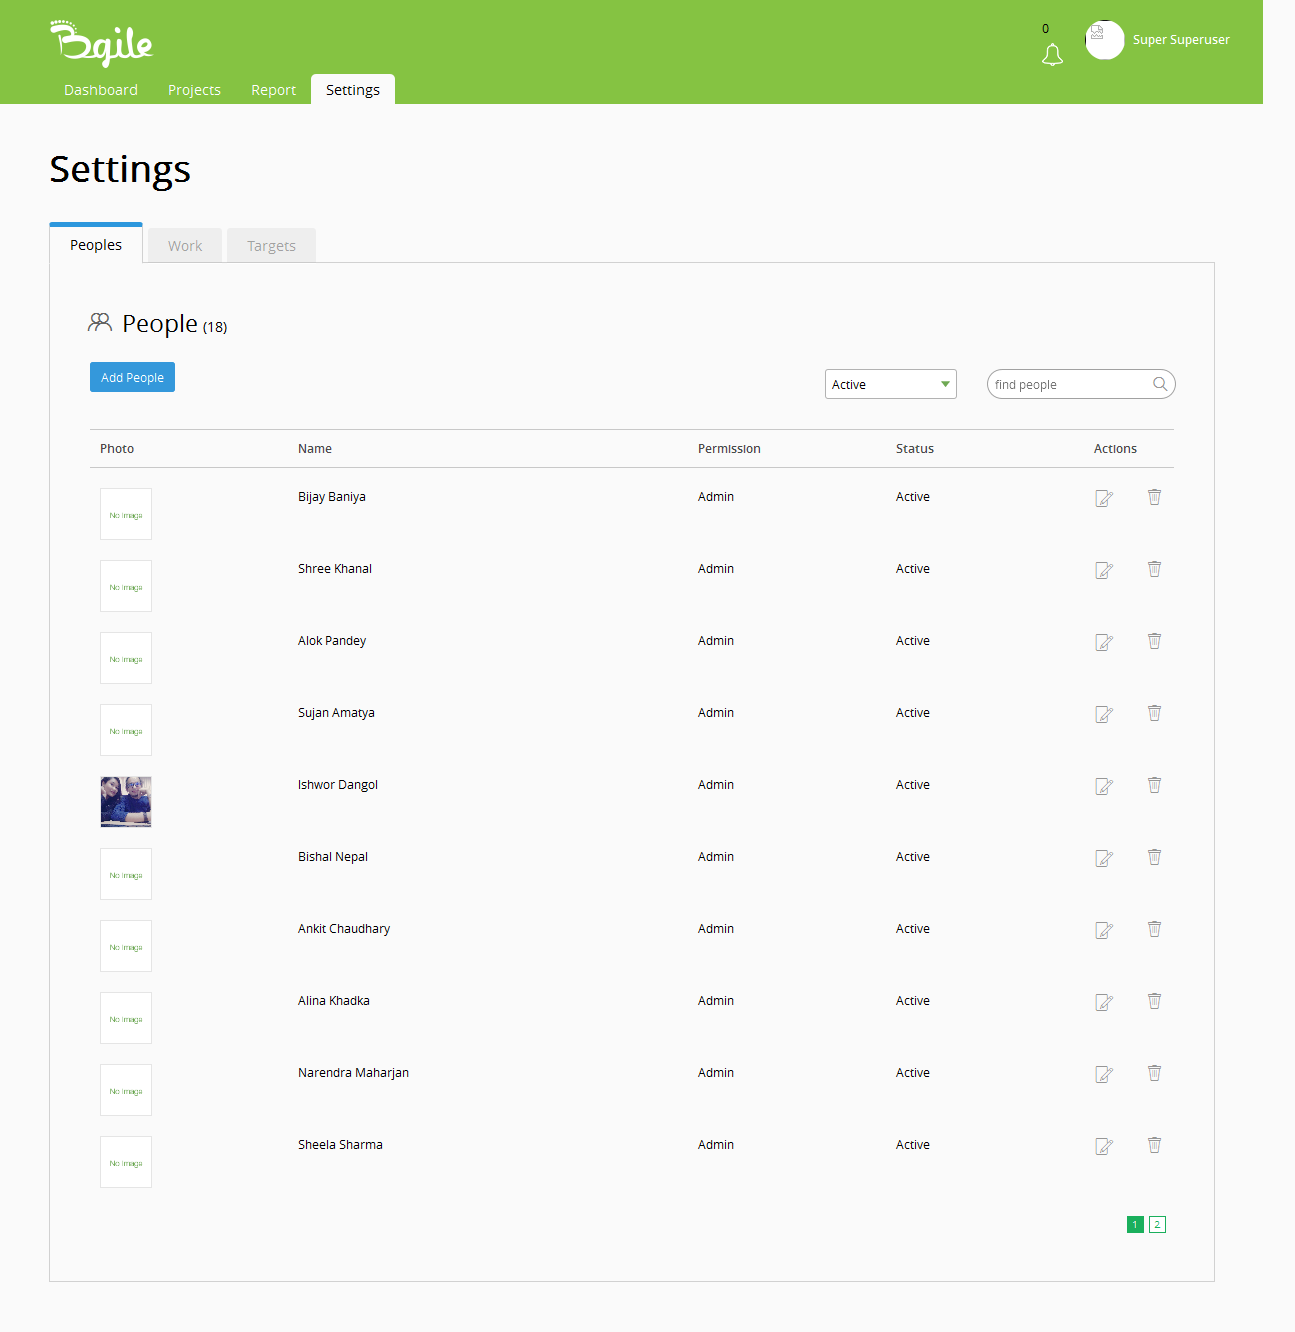 Bgile
0
Super Superuser
Dashboard Projects Report Settings
Settings
Peoples Work Targets
People (18)
Add People
Active
find people
Photo Name Permission Status Actions
No Image Bijay Baniya Admin Active
No Image Shree Khanal Admin Active
No Image Alok Pandey Admin Active
No Image Sujan Amatya Admin Active
Ishwor Dangol Admin Active
No Image Bishal Nepal Admin Active
No Image Ankit Chaudhary Admin Active
No Image Alina Khadka Admin Active
No Image Narendra Maharjan Admin Active
No Image Sheela Sharma Admin Active
1 2